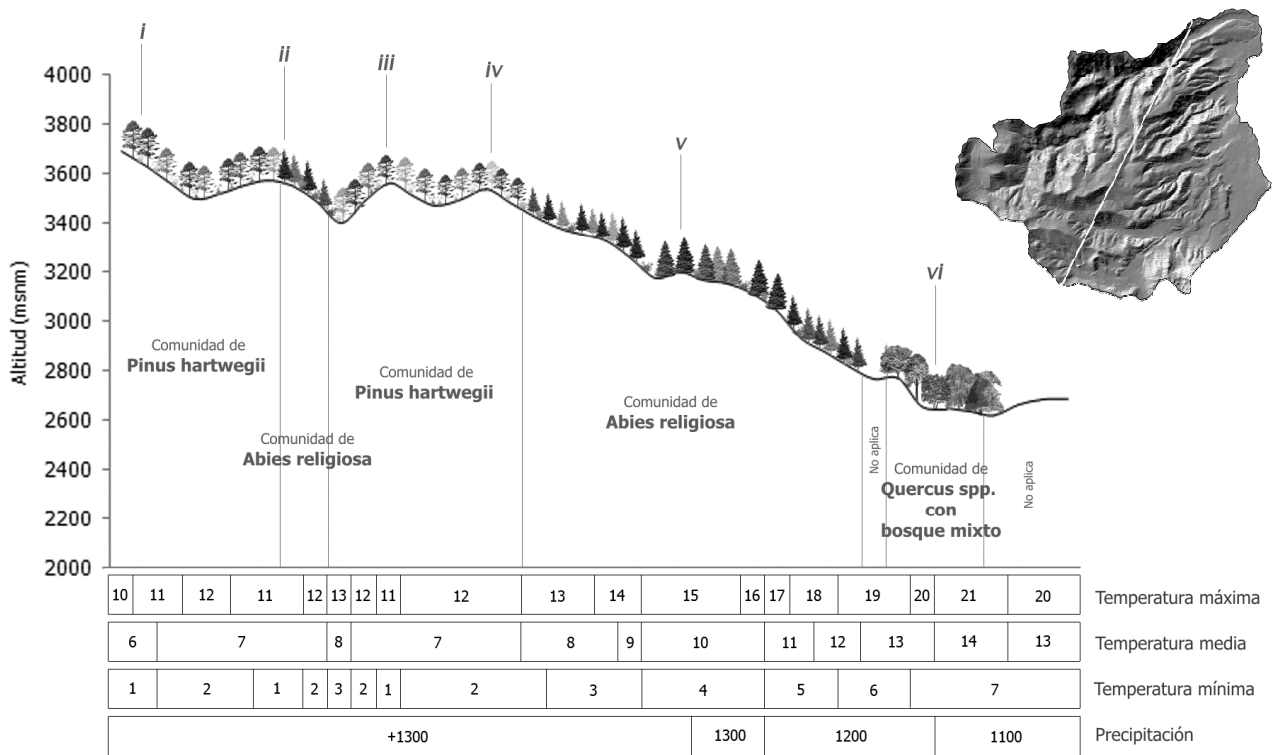 i
ii
iii
iv
v
vi
Altitud (msnm)
4000
3800
3600
3400
3200
3000
2800
2600
2400
2200
2000
Comunidad de
Pinus hartwegii
Comunidad de
Abies religiosa
Comunidad de
Pinus hartwegii
Comunidad de
Abies religiosa
No aplica
Comunidad de
Quercus spp.
con
bosque mixto
No aplica
10 11 12 11 12 13 12 11 12 13 14 15 16 17 18 19 20 21 20 Temperatura máxima
6 7 8 7 8 9 10 11 12 13 14 13 Temperatura media
1 2 1 2 3 2 1 2 3 4 5 6 7 Temperatura mínima
+1300 1300 1200 1100 Precipitación